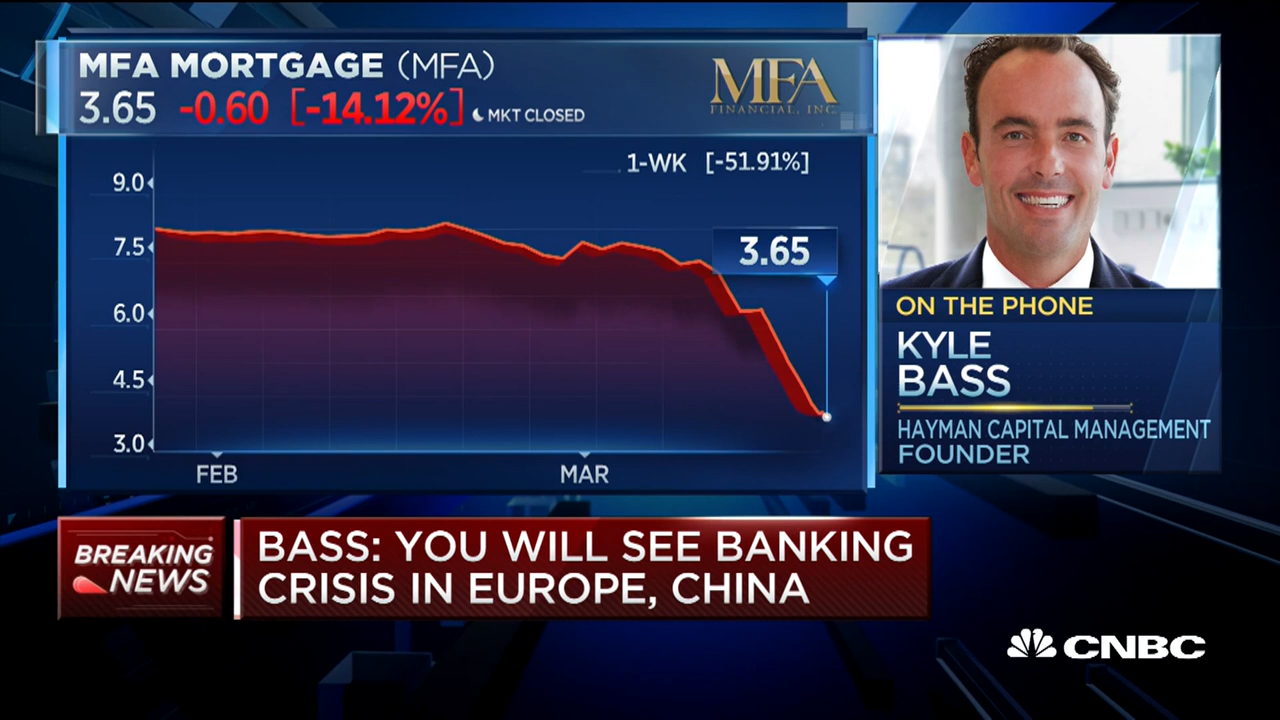 MFA MORTGAGE (MFA)
3.65 -0.60 [-14.12%] MKT CLOSED
MFA
FINANCIAL, INC.
1-WK [-51.91%]
9.0
7.5
6.0
4.5
3.0
3.65
FEB MAR
ON THE PHONE
KYLE
BASS
HAYMAN CAPITAL MANAGEMENT
FOUNDER
BREAKING
NEWS
BASS: YOU WILL SEE BANKING
CRISIS IN EUROPE, CHINA
CNBC